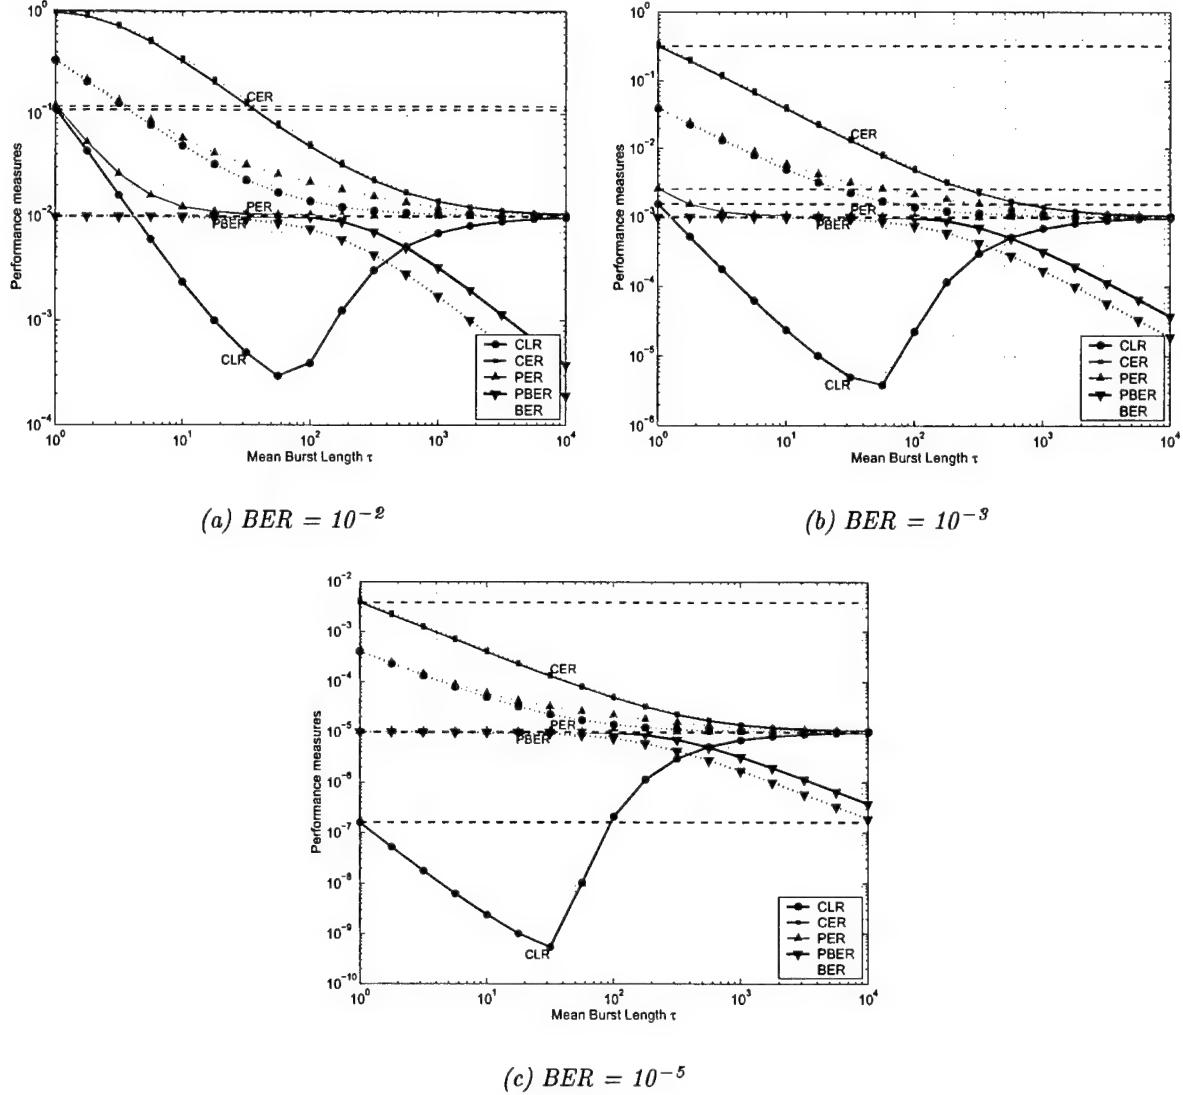 10^0
10^-1
10^-2
10^-3
10^-4
Performance measures
CER
PER
PBER
CLR
CLR
CER
PER
PBER
BER
10^0 10^1 10^2 10^3 10^4
Mean Burst Length τ
(a) BER = 10^-2
10^0
10^-1
10^-2
10^-3
10^-4
10^-5
10^-6
Performance measures
CER
PER
PBER
CLR
CLR
CER
PER
PBER
BER
10^0 10^1 10^2 10^3 10^4
Mean Burst Length τ
(b) BER = 10^-3
10^-2
10^-3
10^-4
10^-5
10^-6
10^-7
10^-8
10^-9
10^-10
Performance measures
CER
PER
PBER
CLR
CLR
CER
PER
PBER
BER
10^0 10^1 10^2 10^3 10^4
Mean Burst Length τ
(c) BER = 10^-5